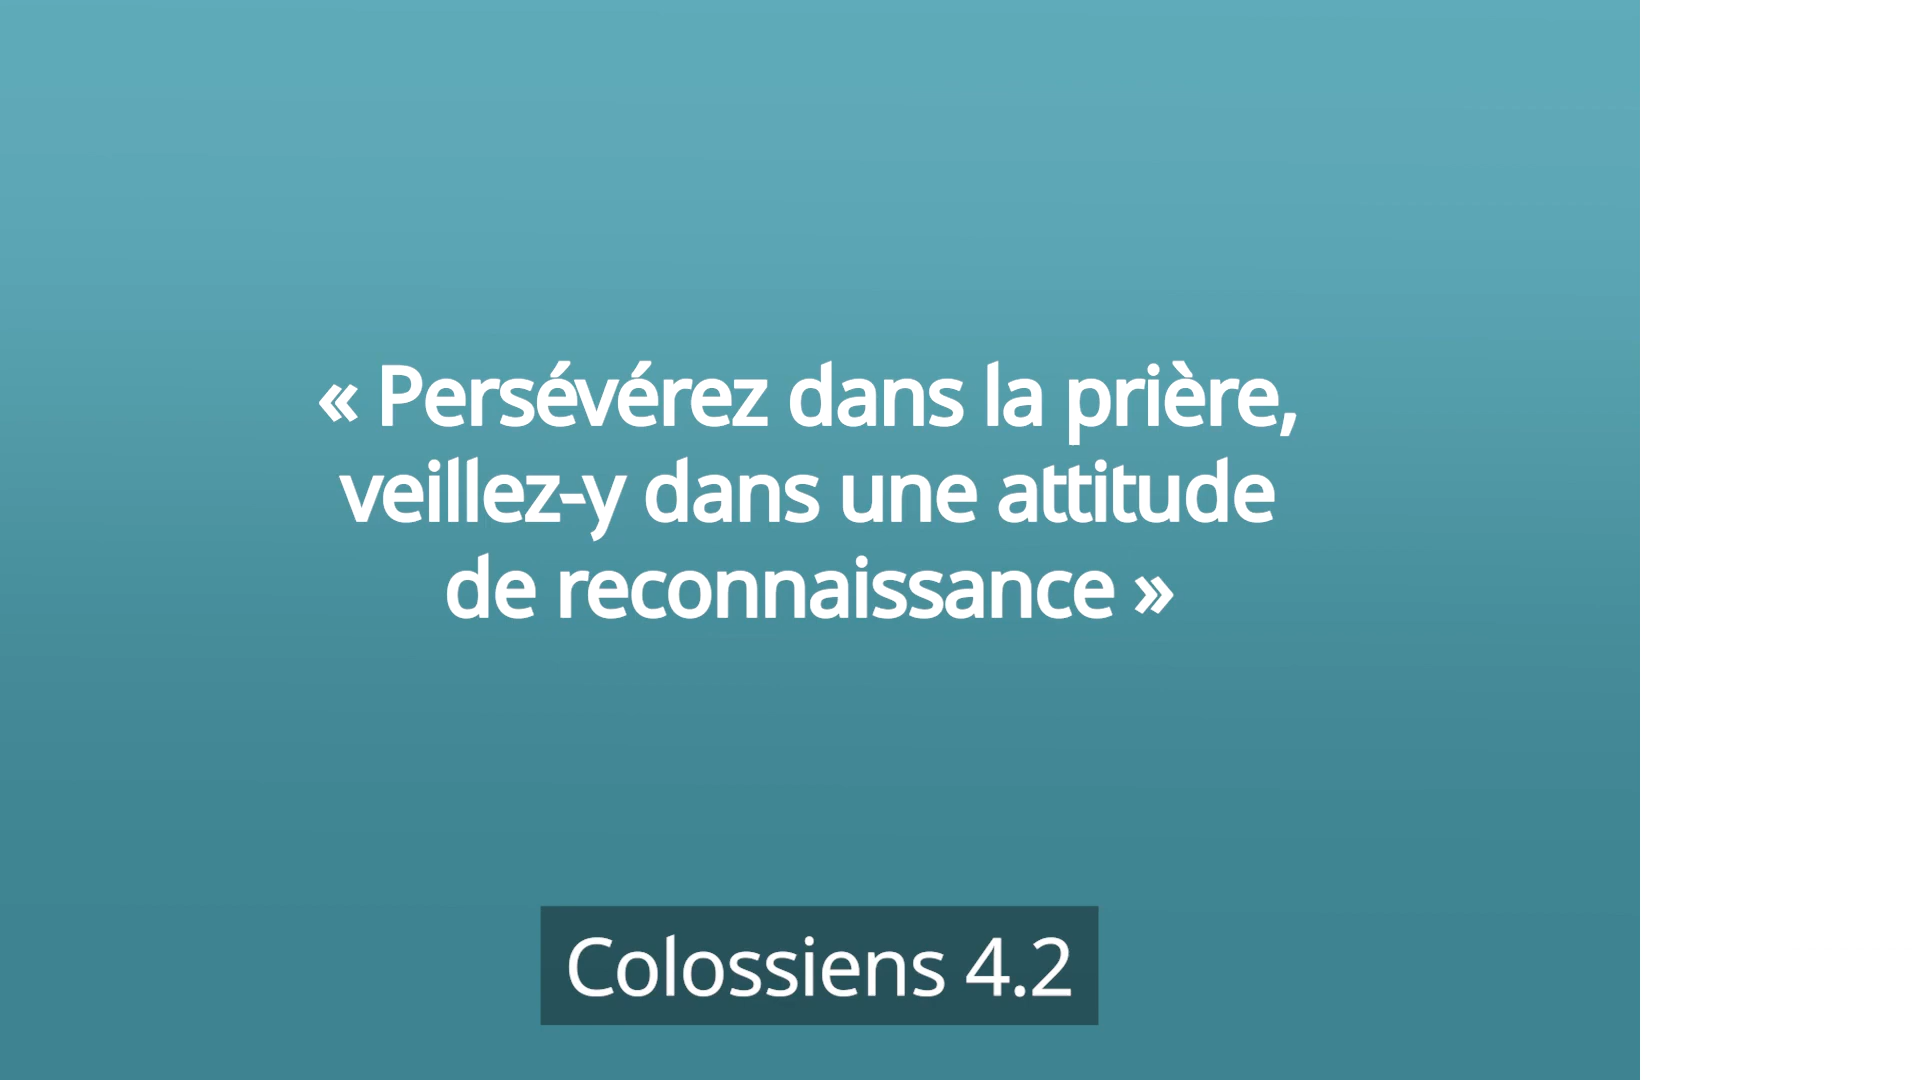 « Persévérez dans la prière,
veillez-y dans une attitude
de reconnaissance »
Colossiens 4.2